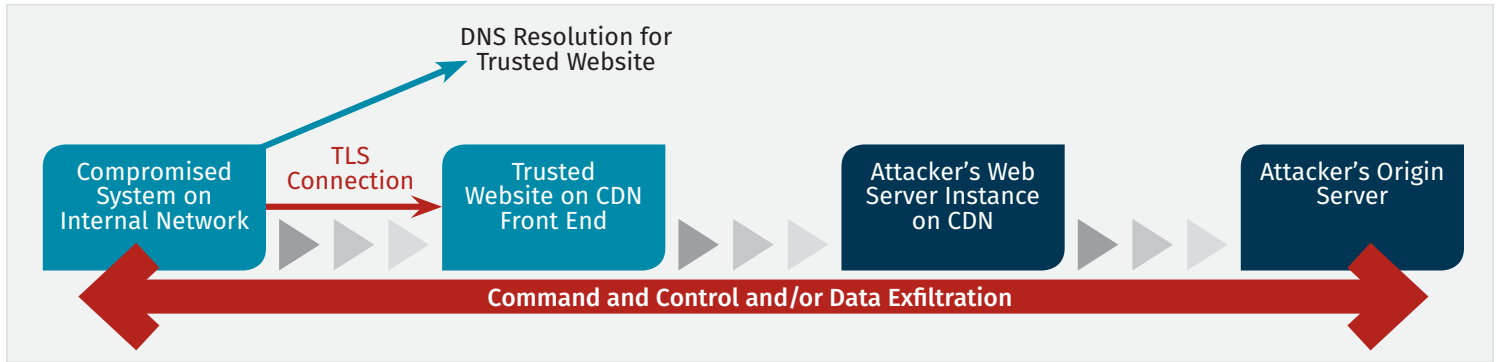 DNS Resolution for
Trusted Website
Compromised
System on
Internal Network
TLS
Connection
Trusted
Website on CDN
Front End
Attacker’s Web
Server Instance
on CDN
Attacker’s Origin
Server
Command and Control and/or Data Exfiltration